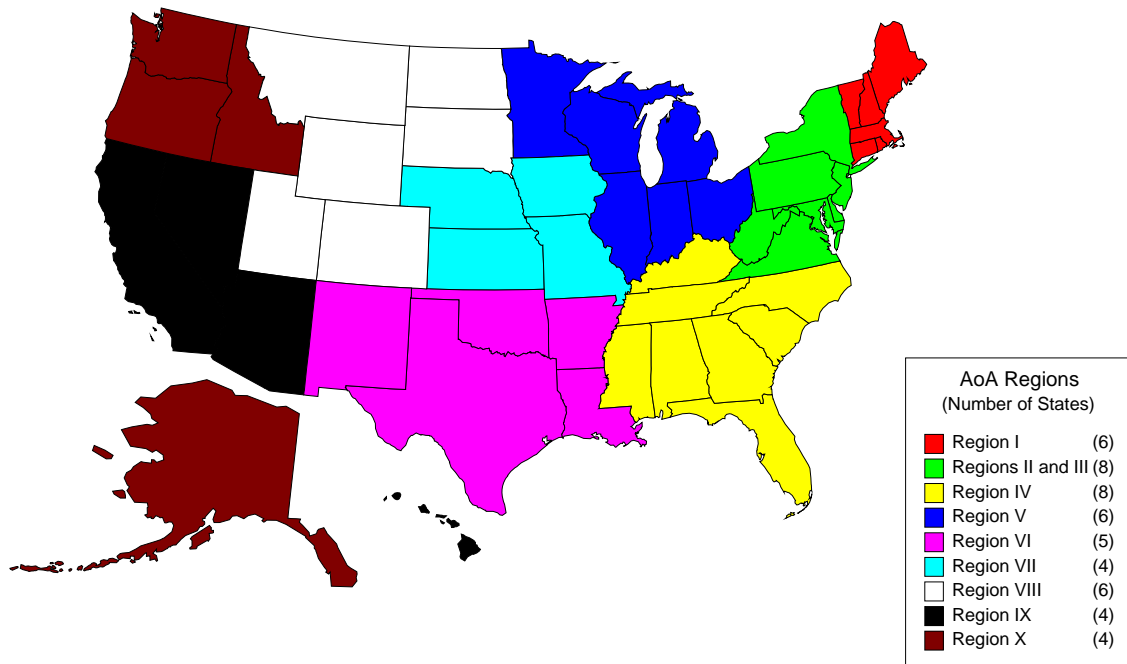 AoA Regions
(Number of States)
Region I (6)
Regions II and III (8)
Region IV (8)
Region V (6)
Region VI (5)
Region VII (4)
Region VIII (6)
Region IX (4)
Region X (4)